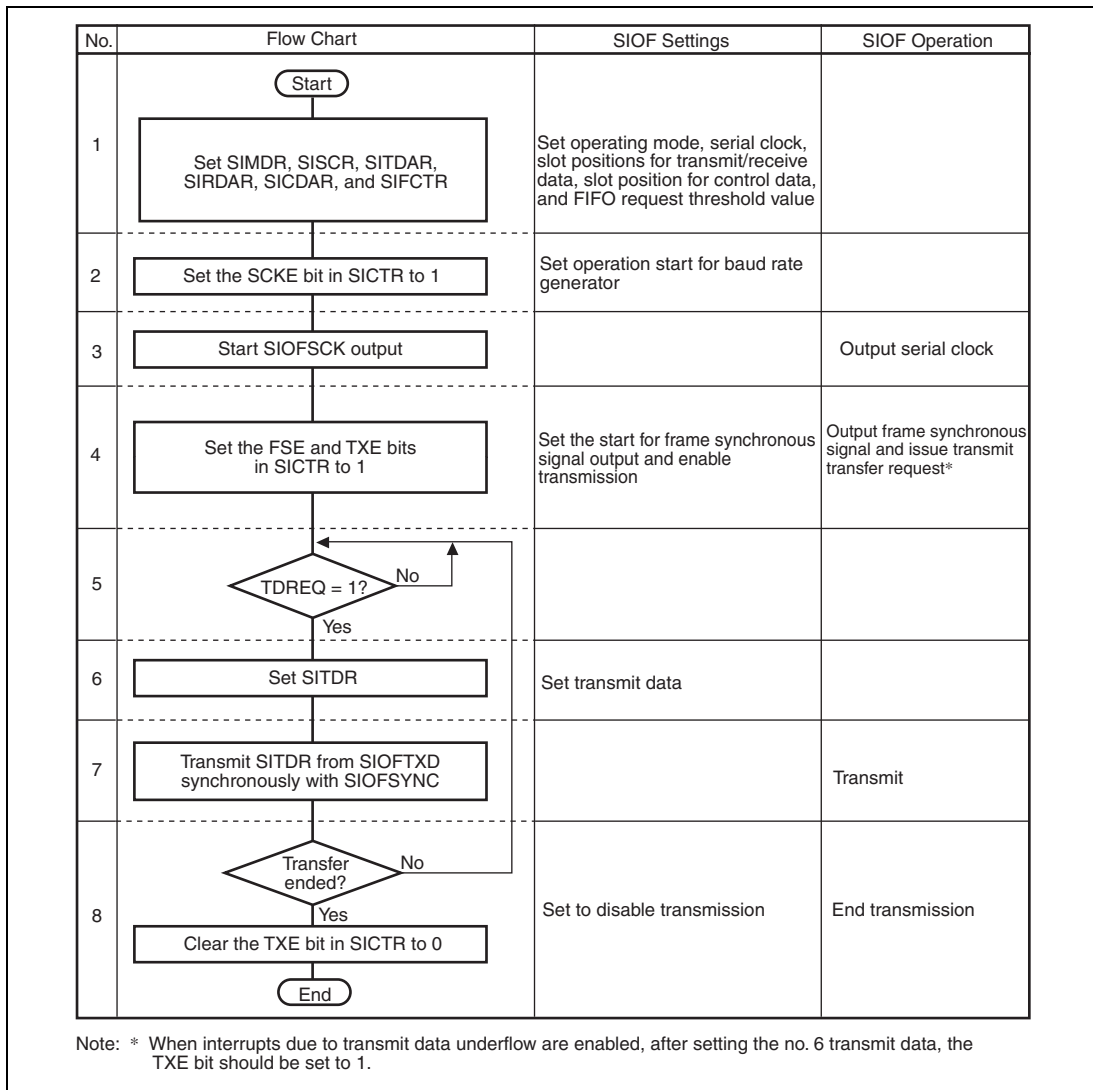 No.
Flow Chart
SIOF Settings
SIOF Operation
Start
1
Set SIMDR, SISCR, SITDAR,
SIRDAR, SICDAR, and SIFCTR
Set operating mode, serial clock,
slot positions for transmit/receive
data, slot position for control data,
and FIFO request threshold value
2
Set the SCKE bit in SICTR to 1
Set operation start for baud rate
generator
3
Start SIOFSCK output
Output serial clock
4
Set the FSE and TXE bits
in SICTR to 1
Set the start for frame synchronous
signal output and enable
transmission
Output frame synchronous
signal and issue transmit
transfer request*
5
TDREQ = 1?
No
Yes
6
Set SITDR
Set transmit data
7
Transmit SITDR from SIOFTXD
synchronously with SIOFSYNC
Transmit
8
Transfer
ended?
No
Yes
Clear the TXE bit in SICTR to 0
Set to disable transmission
End transmission
End
Note: * When interrupts due to transmit data underflow are enabled, after setting the no. 6 transmit data, the
TXE bit should be set to 1.